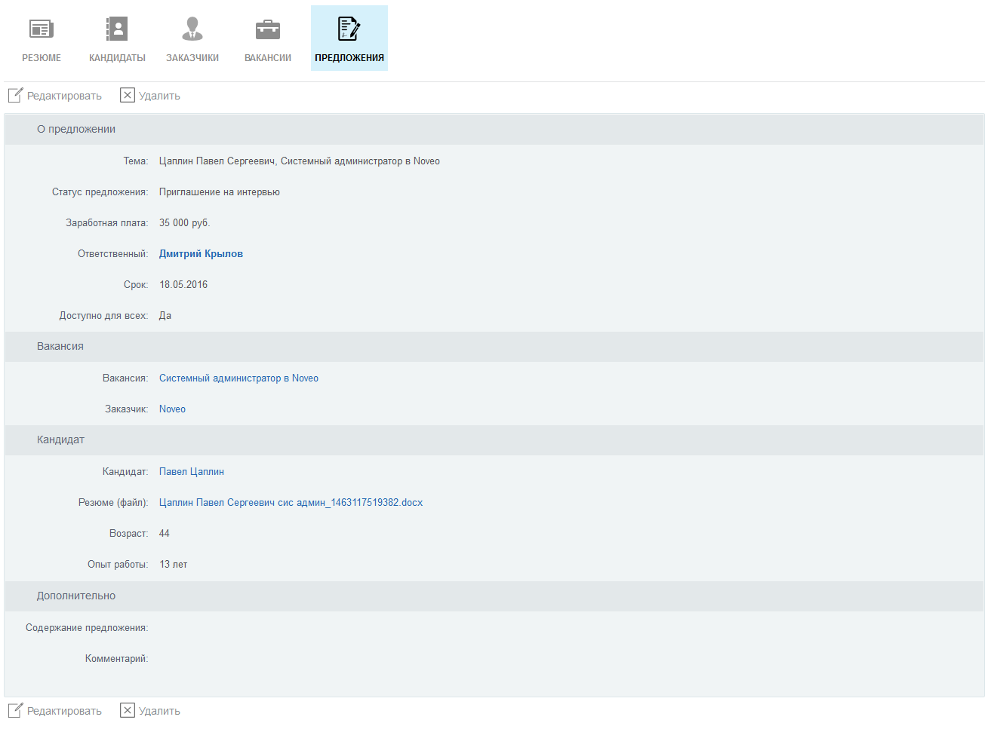 РЕЗЮМЕ КАНДИДАТЫ ЗАКАЗЧИКИ ВАКАНСИИ ПРЕДЛОЖЕНИЯ
Редактировать Удалить
О предложении
Тема: Цаплин Павел Сергеевич, Системный администратор в Noveo
Статус предложения: Приглашение на интервью
Заработная плата: 35 000 руб.
Ответственный: Дмитрий Крылов
Срок: 18.05.2016
Доступно для всех: Да
Вакансия
Вакансия: Системный администратор в Noveo
Заказчик: Noveo
Кандидат
Кандидат: Павел Цаплин
Резюме (файл): Цаплин Павел Сергеевич сис админ_1463117519382.docx
Возраст: 44
Опыт работы: 13 лет
Дополнительно
Содержание предложения:
Комментарий:
Редактировать Удалить